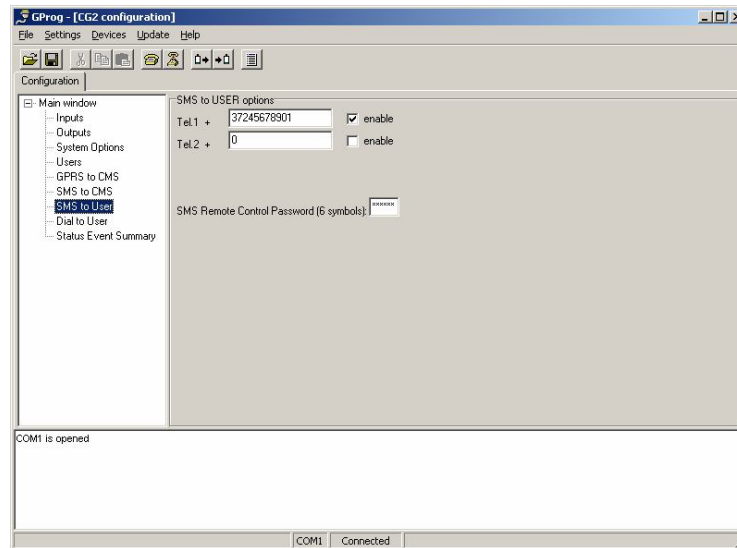 GProg - [CG2 configuration]
File Settings Devices Update Help
Configuration
Main window
Inputs
Outputs
System Options
Users
GPRS to CMS
SMS to CMS
SMS to User
Dial to User
Status Event Summary
SMS to USER options
Tel.1 + 37245678901 enable
Tel.2 + 0 enable
SMS Remote Control Password (6 symbols): ******
COM1 is opened
COM1 Connected